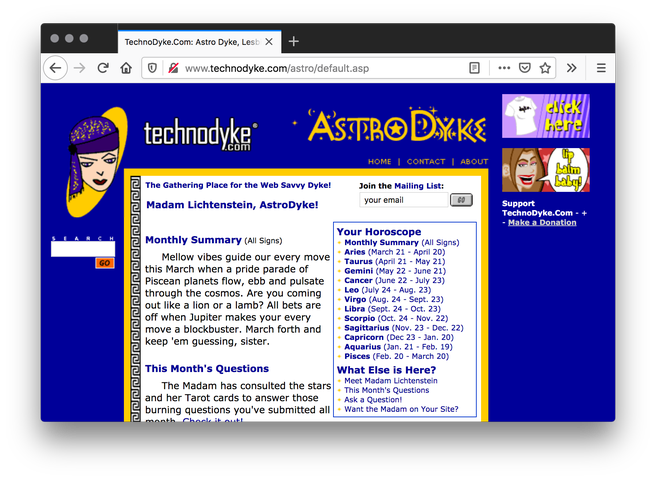 TechnoDyke.Com: Astro Dyke, Lesb
www.technodyke.com/astro/default.asp
technodyke®
.com
ASTRODYKE
click
here
HOME | CONTACT | ABOUT
lip
balm
baby!
The Gathering Place for the Web Savvy Dyke!
Join the Mailing List:
your email
GO
Madam Lichtenstein, AstroDyke!
Support
TechnoDyke.Com - +
- Make a Donation
SEARCH
GO
Monthly Summary (All Signs)
Mellow vibes guide our every move
this March when a pride parade of
Piscean planets flow, ebb and pulsate
through the cosmos. Are you coming
out like a lion or a lamb? All bets are
off when Jupiter makes your every
move a blockbuster. March forth and
keep 'em guessing, sister.
This Month's Questions
The Madam has consulted the stars
and her Tarot cards to answer those
burning questions you've submitted all
month. Check it out!
Your Horoscope
Monthly Summary (All Signs)
Aries (March 21 - April 20)
Taurus (April 21 - May 21)
Gemini (May 22 - June 21)
Cancer (June 22 - July 23)
Leo (July 24 - Aug. 23)
Virgo (Aug. 24 - Sept. 23)
Libra (Sept. 24 - Oct. 23)
Scorpio (Oct. 24 - Nov. 22)
Sagittarius (Nov. 23 - Dec. 22)
Capricorn (Dec 23 - Jan. 20)
Aquarius (Jan. 21 - Feb. 19)
Pisces (Feb. 20 - March 20)
What Else is Here?
Meet Madam Lichtenstein
This Month's Questions
Ask a Question!
Want the Madam on Your Site?